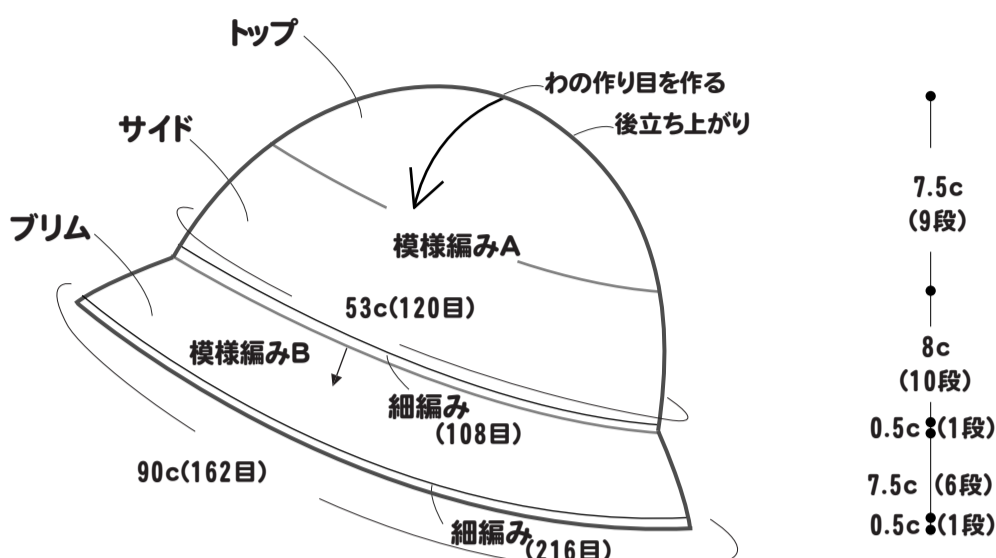 トップ
わの作り目を作る
後立ち上がり
サイド
ブリム
模様編みA
53c(120目)
模様編みB
細編み
(108目)
90c(162目)
細編み
(216目)
7.5c
(9段)
8c
(10段)
0.5c (1段)
7.5c (6段)
0.5c (1段)